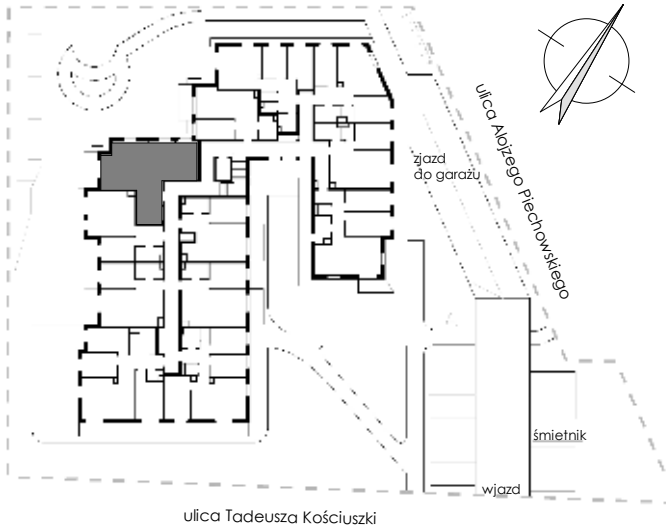 ulica Alojzego Piechowskiego
zjazd
do garażu
śmietnik
wjazd
ulica Tadeusza Kościuszki